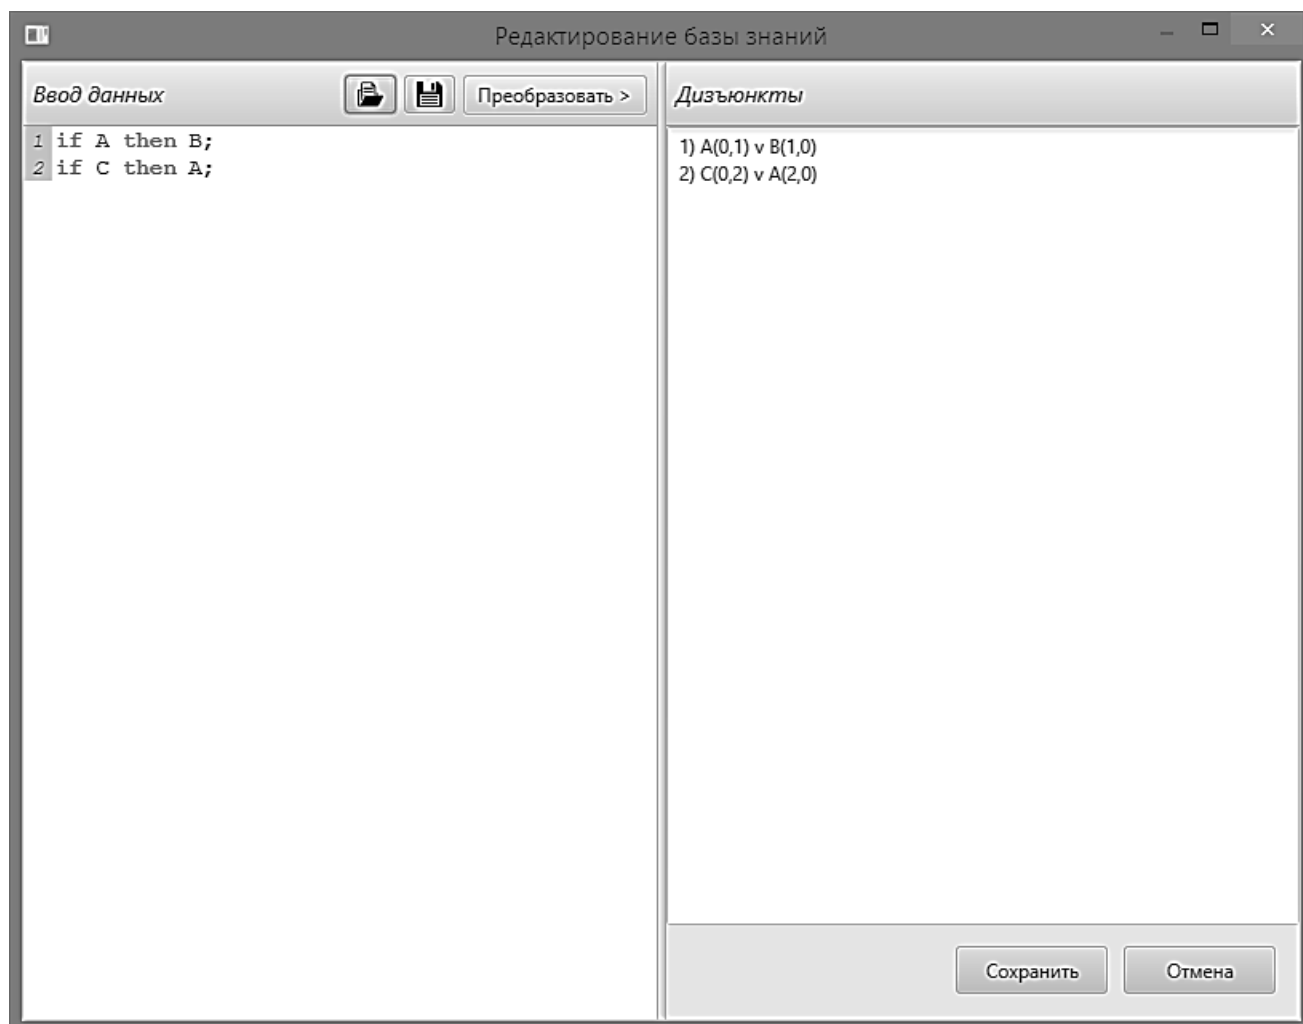 Редактирование базы знаний
Ввод данных
Преобразовать >
1 if A then B;
2 if C then A;
Дизъюнкты
1) A(0,1) v B(1,0)
2) C(0,2) v A(2,0)
Сохранить
Отмена